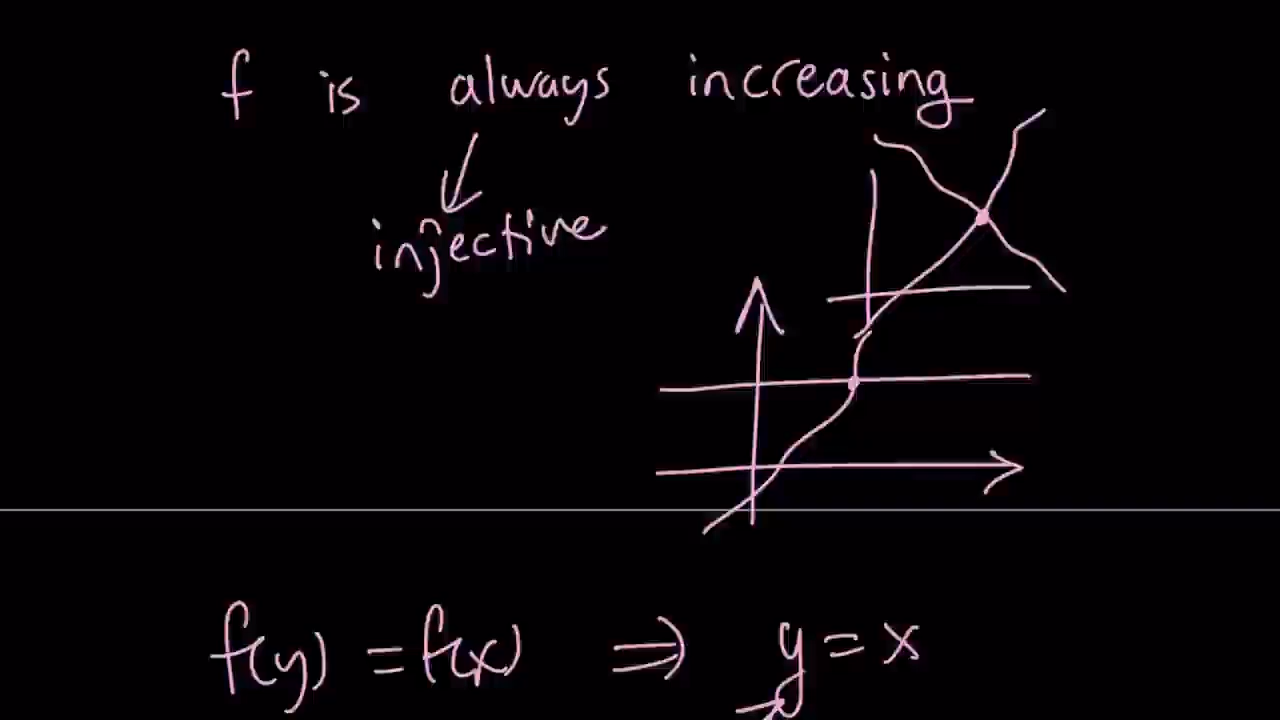 f is always increasing
injective
f(y) = f(x) ⇒ y = x